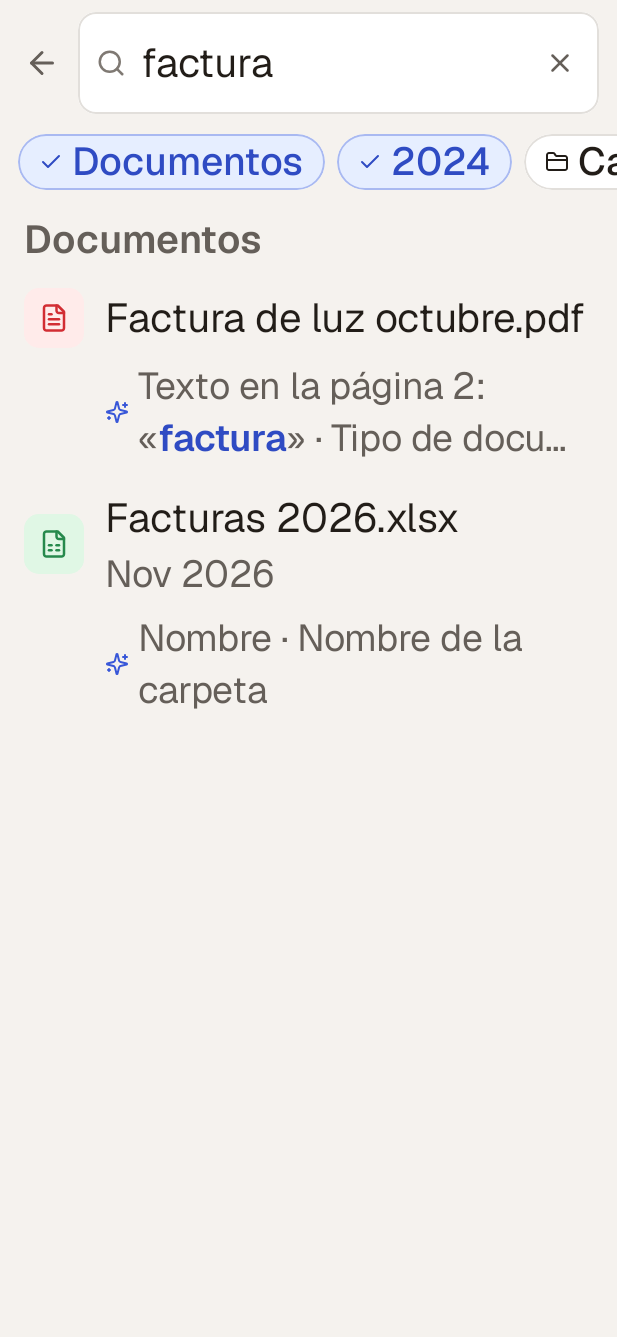 factura
Documentos
2024
Ca
Documentos
Factura de luz octubre.pdf
Texto en la página 2:
«factura» · Tipo de docu...
Facturas 2026.xlsx
Nov 2026
Nombre · Nombre de la
carpeta